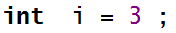 int  i = 3 ;